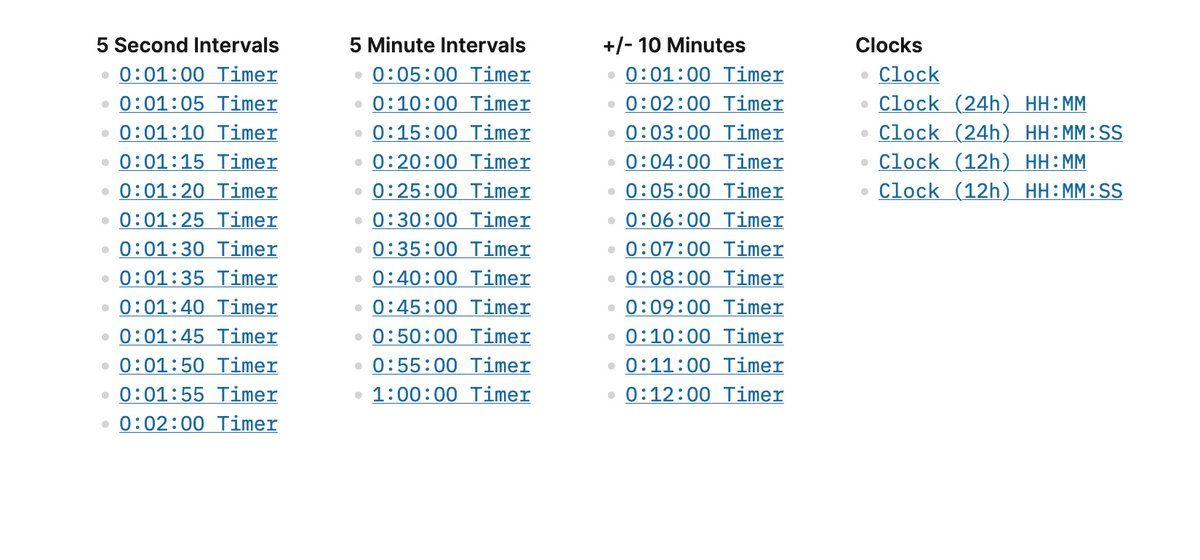 5 Second Intervals
0:01:00 Timer
0:01:05 Timer
0:01:10 Timer
0:01:15 Timer
0:01:20 Timer
0:01:25 Timer
0:01:30 Timer
0:01:35 Timer
0:01:40 Timer
0:01:45 Timer
0:01:50 Timer
0:01:55 Timer
0:02:00 Timer
5 Minute Intervals
0:05:00 Timer
0:10:00 Timer
0:15:00 Timer
0:20:00 Timer
0:25:00 Timer
0:30:00 Timer
0:35:00 Timer
0:40:00 Timer
0:45:00 Timer
0:50:00 Timer
0:55:00 Timer
1:00:00 Timer
+/- 10 Minutes
0:01:00 Timer
0:02:00 Timer
0:03:00 Timer
0:04:00 Timer
0:05:00 Timer
0:06:00 Timer
0:07:00 Timer
0:08:00 Timer
0:09:00 Timer
0:10:00 Timer
0:11:00 Timer
0:12:00 Timer
Clocks
Clock
Clock (24h) HH:MM
Clock (24h) HH:MM:SS
Clock (12h) HH:MM
Clock (12h) HH:MM:SS